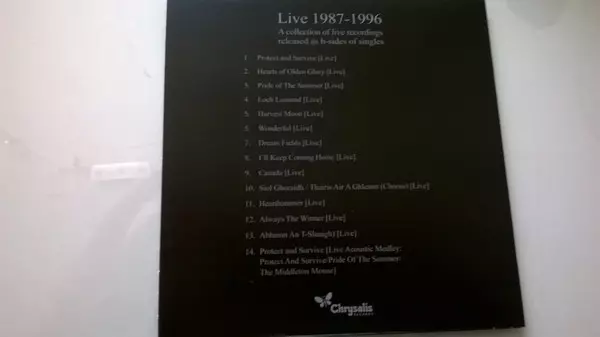 Live 1987-1996
A collection of live recordings
released as b-sides of singles
1. Protect and Survive [Live]
2. Hearts of Olden Glory [Live]
3. Pride of The Summer [Live]
4. Loch Lomond [Live]
5. Harvest Moon [Live]
6. Wonderful [Live]
7. Dream Fields [Live]
8. I'll Keep Coming Home [Live]
9. Canada [Live]
10. Siol Ghoraidh / Thairis Air A Ghleann (Chorus) [Live]
11. Hearthammer [Live]
12. Always The Winner [Live]
13. Abhainn An T-Sluaigh [Live]
14. Protect and Survive [Live Acoustic Medley:
Protect And Survive/Pride Of The Summer/
The Middleton Mouse]
Chrysalis
RECORDS